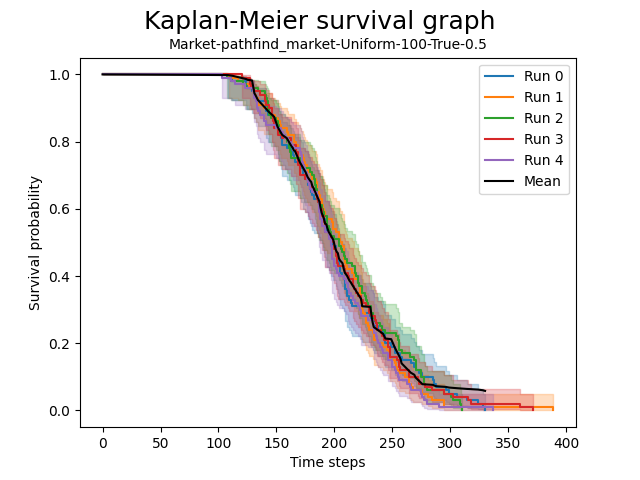 Kaplan-Meier survival graph
Market-pathfind_market-Uniform-100-True-0.5
Survival probability
1.0
0.8
0.6
0.4
0.2
0.0
Run 0
Run 1
Run 2
Run 3
Run 4
Mean
0 50 100 150 200 250 300 350 400
Time steps